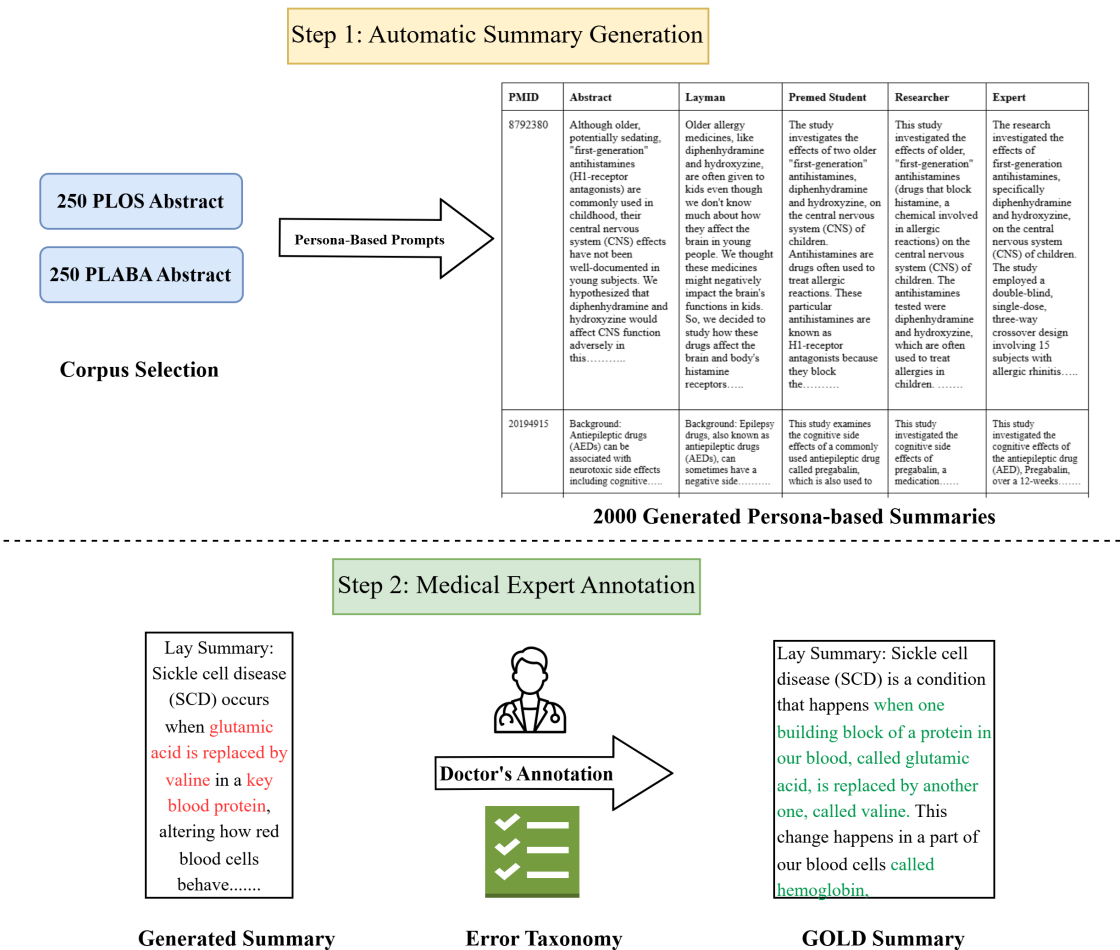 Step 1: Automatic Summary Generation
250 PLOS Abstract
250 PLABA Abstract
Corpus Selection
Persona-Based Prompts
PMID
Abstract
Layman
Premed Student
Researcher
Expert
8792380
Although older,
potentially sedating,
"first-generation"
antihistamines
(H1-receptor
antagonists) are
commonly used in
childhood, their
central nervous
system (CNS) effects
have not been
well-documented in
young subjects. We
hypothesized that
diphenhydramine and
hydroxyzine would
affect CNS function
adversely in
this………..
Older allergy
medicines, like
diphenhydramine
and hydroxyzine,
are often given to
kids even though
we don't know
much about how
they affect the
brain in young
people. We thought
these medicines
might negatively
impact the brain's
functions in kids.
So, we decided to
study how these
drugs affect the
brain and body's
histamine
receptors…..
The study
investigates the
effects of two older
"first-generation"
antihistamines,
diphenhydramine
and hydroxyzine, on
the central nervous
system (CNS) of
children.
Antihistamines are
drugs often used to
treat allergic
reactions. These
particular
antihistamines are
known as
H1-receptor
antagonists because
they block
the……….
This study
investigated the
effects of older,
"first-generation"
antihistamines
(drugs that block
histamine, a
chemical involved
in allergic
reactions) on the
central nervous
system (CNS) of
children. The
antihistamines
tested were
diphenhydramine
and hydroxyzine,
which are often
used to treat
allergies in
children. …….
The research
investigated the
effects of
first-generation
antihistamines,
specifically
diphenhydramine
and hydroxyzine,
on the central
nervous system
(CNS) of children.
The study
employed a
double-blind,
single-dose,
three-way
crossover design
involving 15
subjects with
allergic rhinitis…..
20194915
Background:
Antiepileptic drugs
(AEDs) can be
associated with
neurotoxic side effects
including cognitive…..
Background: Epilepsy
drugs, also known as
antiepileptic drugs
(AEDs), can
sometimes have a
negative side……….
This study examines
the cognitive side
effects of a commonly
used antiepileptic drug
called pregabalin,
which is also used to
This study
investigated the
cognitive side
effects of
pregabalin, a
medication……
This study
investigated the
cognitive effects of
the antiepileptic drug
(AED), Pregabalin,
over a 12-weeks…….
2000 Generated Persona-based Summaries
Step 2: Medical Expert Annotation
Lay Summary:
Sickle cell disease
(SCD) occurs
when glutamic
acid is replaced by
valine in a key
blood protein,
altering how red
blood cells
behave.......
Generated Summary
Doctor's Annotation
Error Taxonomy
Lay Summary: Sickle cell
disease (SCD) is a condition
that happens when one
building block of a protein in
our blood, called glutamic
acid, is replaced by another
one, called valine. This
change happens in a part of
our blood cells called
hemoglobin.
GOLD Summary